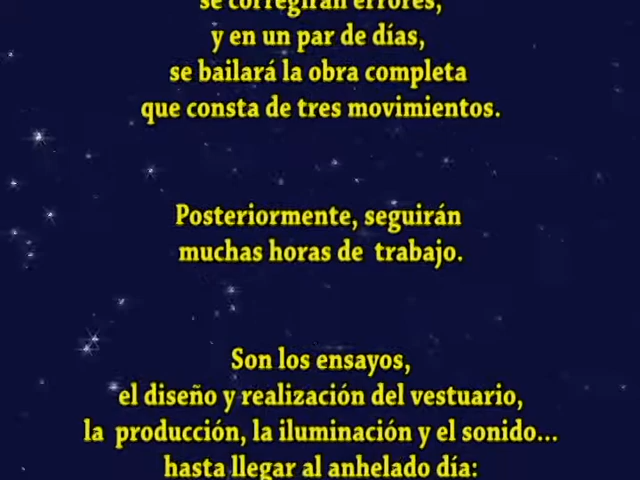 se corregirán errores,
y en un par de días,
se bailará la obra completa
que consta de tres movimientos.
Posteriormente, seguirán
muchas horas de trabajo.
Son los ensayos,
el diseño y realización del vestuario,
la producción, la iluminación y el sonido...
hasta llegar al anhelado día: